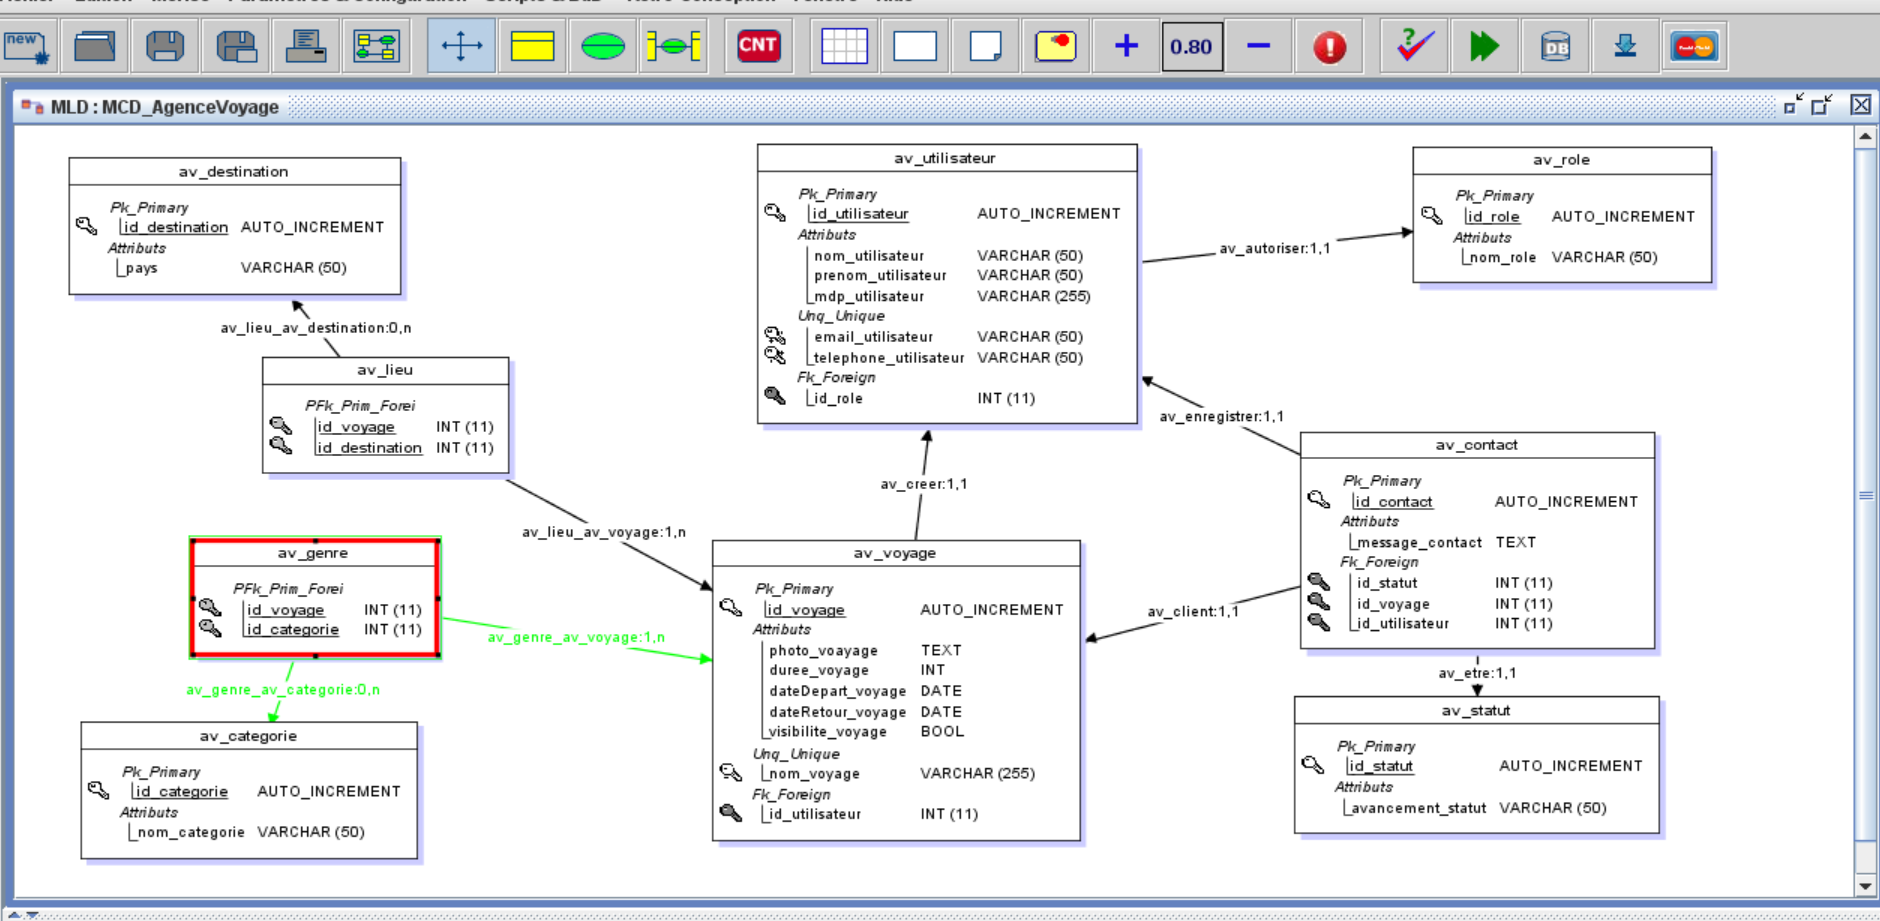 new
CNT
0.80
DB
MLD : MCD_AgenceVoyage
av_destination
Pk_Primary
id_destination AUTO_INCREMENT
Attributs
pays VARCHAR (50)
av_lieu_av_destination:0,n
av_lieu
PFk_Prim_Forei
id_voyage INT (11)
id_destination INT (11)
av_lieu_av_voyage:1,n
av_genre
PFk_Prim_Forei
id_voyage INT (11)
id_categorie INT (11)
av_genre_av_voyage:1,n
av_genre_av_categorie:0,n
av_categorie
Pk_Primary
id_categorie AUTO_INCREMENT
Attributs
nom_categorie VARCHAR (50)
av_utilisateur
Pk_Primary
id_utilisateur AUTO_INCREMENT
Attributs
nom_utilisateur VARCHAR (50)
prenom_utilisateur VARCHAR (50)
mdp_utilisateur VARCHAR (255)
Unq_Unique
email_utilisateur VARCHAR (50)
telephone_utilisateur VARCHAR (50)
Fk_Foreign
id_role INT (11)
av_creer:1,1
av_voyage
Pk_Primary
id_voyage AUTO_INCREMENT
Attributs
photo_voayage TEXT
duree_voyage INT
dateDepart_voyage DATE
dateRetour_voyage DATE
visibilite_voyage BOOL
Unq_Unique
nom_voyage VARCHAR (255)
Fk_Foreign
id_utilisateur INT (11)
av_autoriser:1,1
av_role
Pk_Primary
id_role AUTO_INCREMENT
Attributs
nom_role VARCHAR (50)
av_enregistrer:1,1
av_contact
Pk_Primary
id_contact AUTO_INCREMENT
Attributs
message_contact TEXT
Fk_Foreign
id_statut INT (11)
id_voyage INT (11)
id_utilisateur INT (11)
av_client:1,1
av_etre:1,1
av_statut
Pk_Primary
id_statut AUTO_INCREMENT
Attributs
avancement_statut VARCHAR (50)